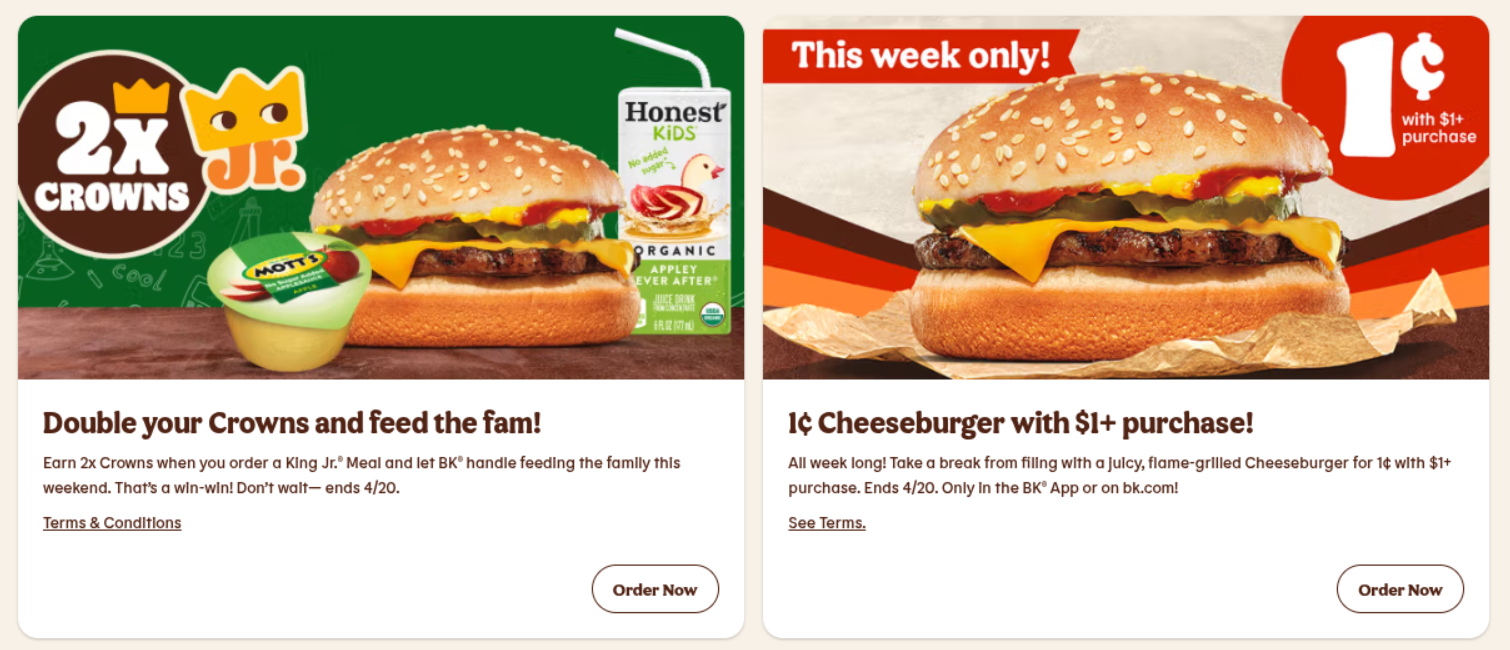 2x
CROWNS
Jr.
MOTT'S
No Sugar Added
APPLESAUCE
APPLE
Honest
KiDS
No added
sugar
ORGANIC
APPLEY
EVER AFTER®
JUICE DRINK
FROM CONCENTRATE
6 FL OZ (177 mL)
USDA
ORGANIC
123
cool
Double your Crowns and feed the fam!
Earn 2x Crowns when you order a King Jr.® Meal and let BK® handle feeding the family this
weekend. That's a win-win! Don't wait— ends 4/20.
Terms & Conditions
Order Now
This week only!
1¢
with $1+
purchase
1¢ Cheeseburger with $1+ purchase!
All week long! Take a break from filing with a juicy, flame-grilled Cheeseburger for 1¢ with $1+
purchase. Ends 4/20. Only in the BK® App or on bk.com!
See Terms.
Order Now